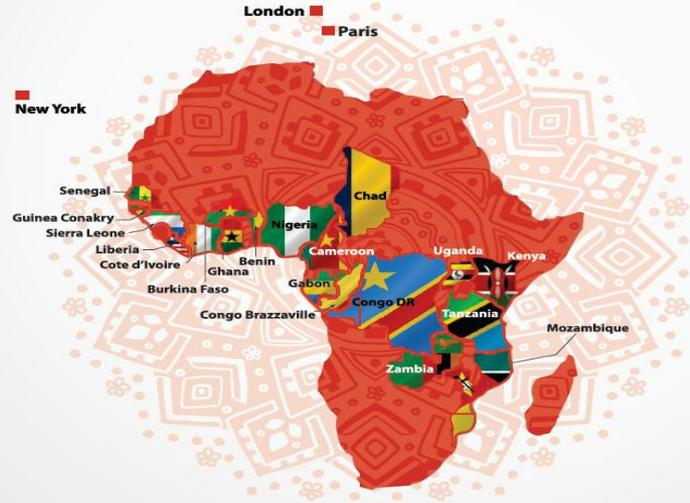 London
Paris
New York
Senegal
Guinea Conakry
Sierra Leone
Liberia
Cote d’Ivoire
Burkina Faso
Ghana
Benin
Nigeria
Chad
Cameroon
Gabon
Congo Brazzaville
Congo DR
Uganda
Kenya
Tanzania
Mozambique
Zambia